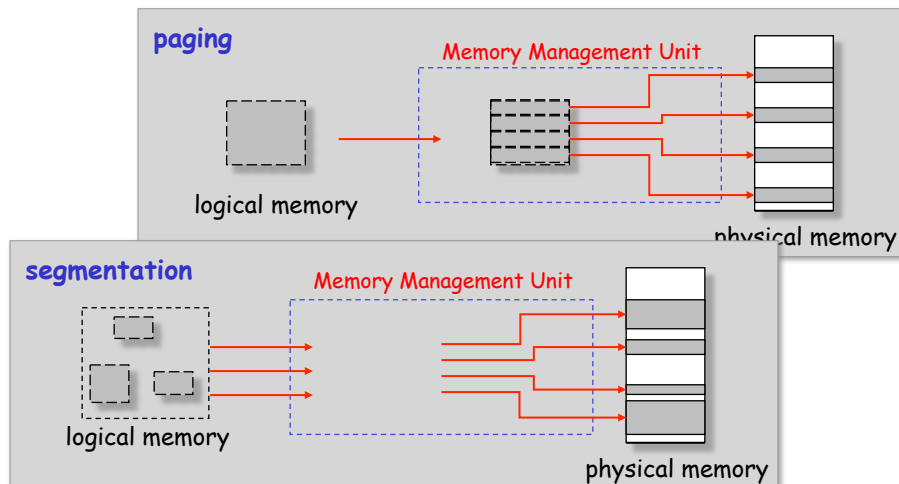 paging
Memory Management Unit
logical memory
physical memory
segmentation
Memory Management Unit
logical memory
physical memory